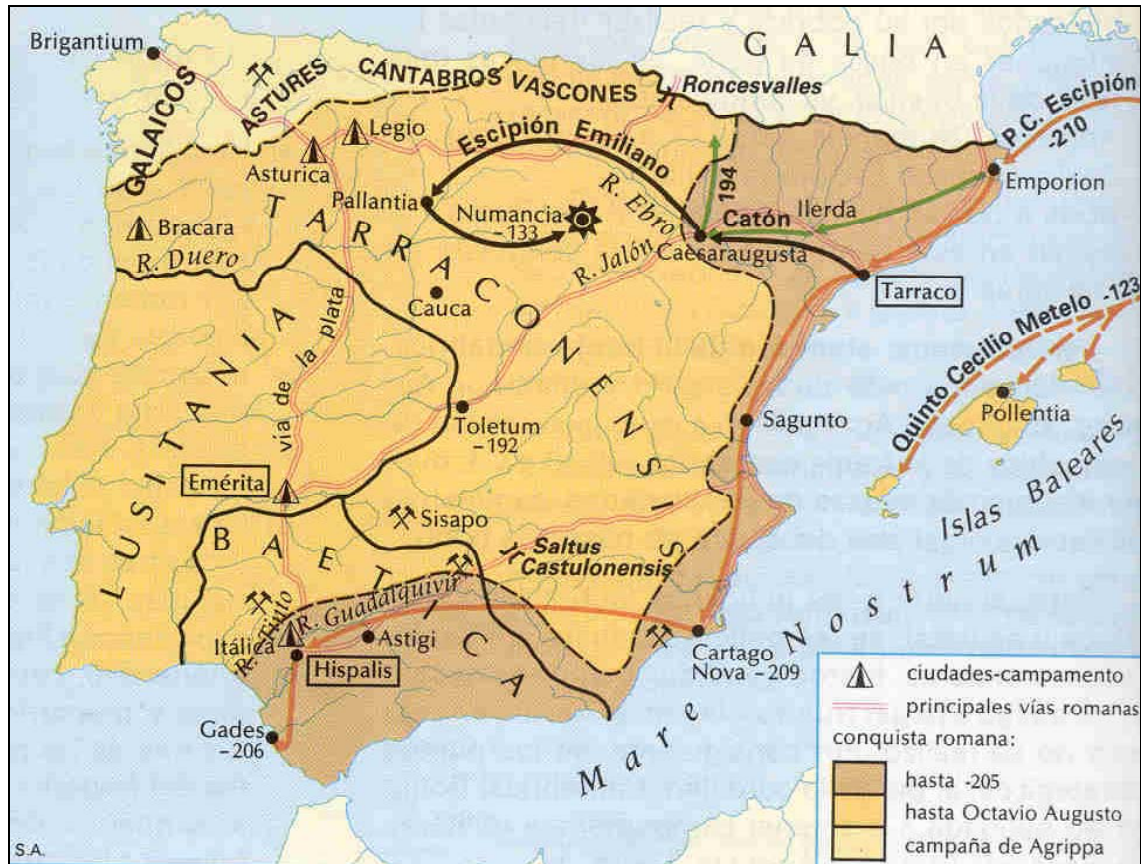 Brigantium
GALIA
GALAICOS
ASTURES
CÁNTABROS
VASCONES
Roncesvalles
P.C. Escipión
-210
Legio
Asturica
Escipión Emiliano
Emporion
194
Pallantia
Numancia
-133
R. Ebro
Catón
Ilerda
Bracara
R. Duero
TARRACONENSIS
R. Jalón
Caesaraugusta
Tarraco
Cauca
Quinto Cecilio Metelo -123
LUSITANIA
vía de la plata
Toletum
-192
Sagunto
Pollentia
Islas Baleares
Emérita
Sisapo
BAETICA
Saltus
Castulonensis
R. Tinto
R. Guadalquivir
Itálica
Astigi
Hispalis
Cartago
Nova -209
Mare Nostrum
Gades
-206
ciudades-campamento
principales vías romanas
conquista romana:
hasta -205
hasta Octavio Augusto
campaña de Agrippa
S.A.